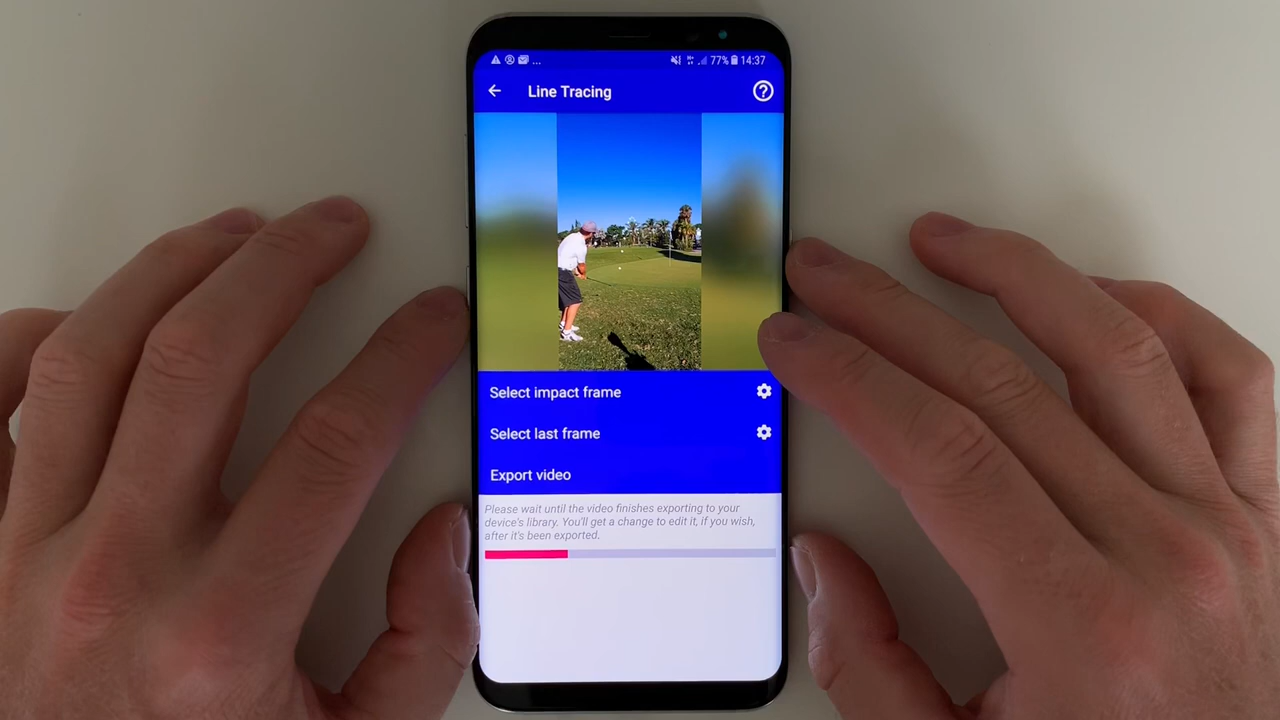 ... 77% 14:37
Line Tracing
Select impact frame
Select last frame
Export video
Please wait until the video finishes exporting to your
device's library. You'll get a change to edit it, if you wish,
after it's been exported.